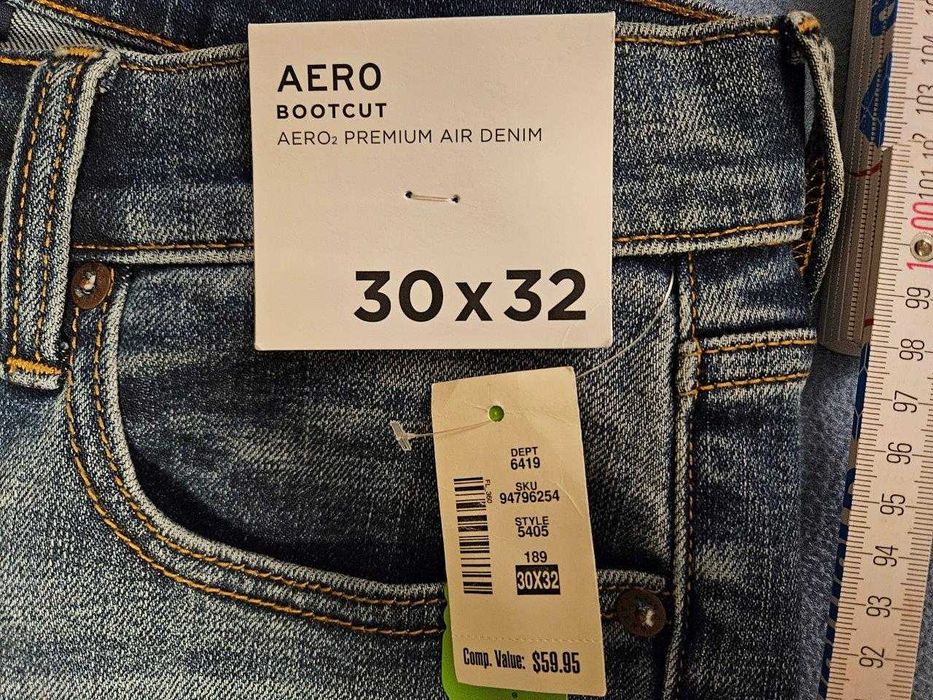 AERO
BOOTCUT
AERO₂ PREMIUM AIR DENIM
30 x 32
DEPT
6419
SKU
94796254
STYLE
5405
189
30X32
Comp. Value: $59.95
104
103
102
101
100
99
98
97
96
95
94
93
92